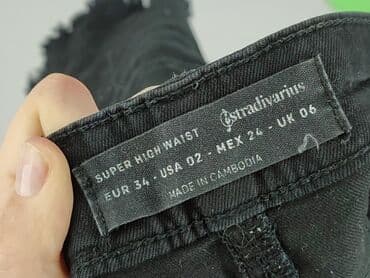 stradivarius
SUPER HIGH WAIST
EUR 34 - USA 02 - MEX 24 - UK 06
MADE IN CAMBODIA